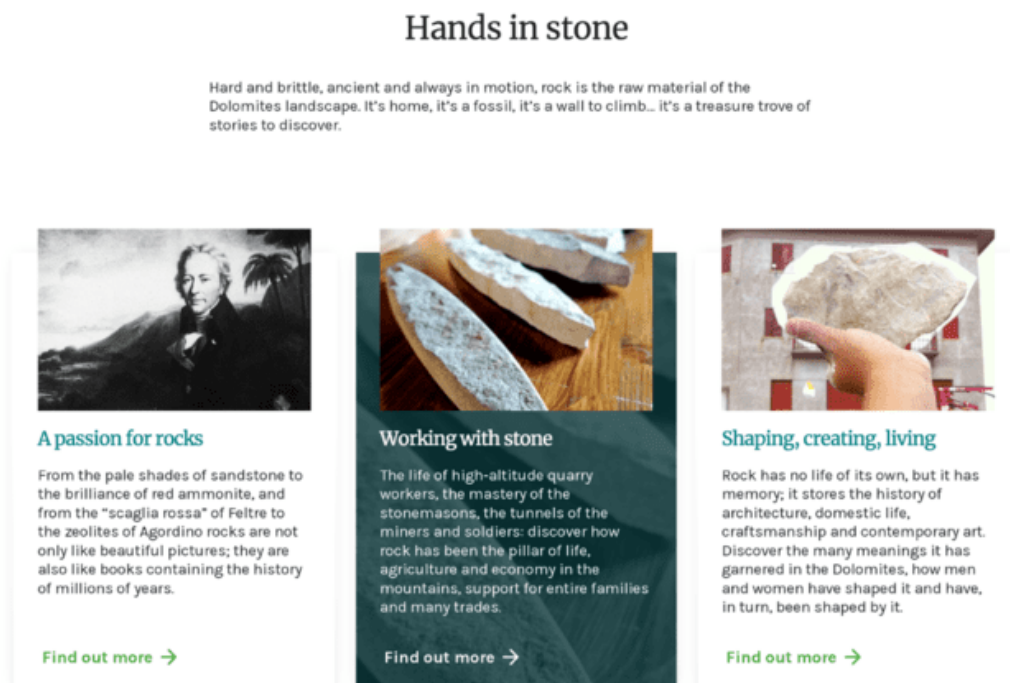 Hands in stone
Hard and brittle, ancient and always in motion, rock is the raw material of the
Dolomites landscape. It's home, it's a fossil, it's a wall to climb... it's a treasure trove of
stories to discover.
A passion for rocks
From the pale shades of sandstone to
the brilliance of red ammonite, and
from the “scaglia rossa” of Feltre to
the zeolites of Agordino rocks are not
only like beautiful pictures; they are
also like books containing the history
of millions of years.
Find out more
Working with stone
The life of high-altitude quarry
workers, the mastery of the
stonemasons, the tunnels of the
miners and soldiers: discover how
rock has been the pillar of life,
agriculture and economy in the
mountains, support for entire families
and many trades.
Find out more
Shaping, creating, living
Rock has no life of its own, but it has
memory; it stores the history of
architecture, domestic life,
craftsmanship and contemporary art.
Discover the many meanings it has
garnered in the Dolomites, how men
and women have shaped it and have,
in turn, been shaped by it.
Find out more